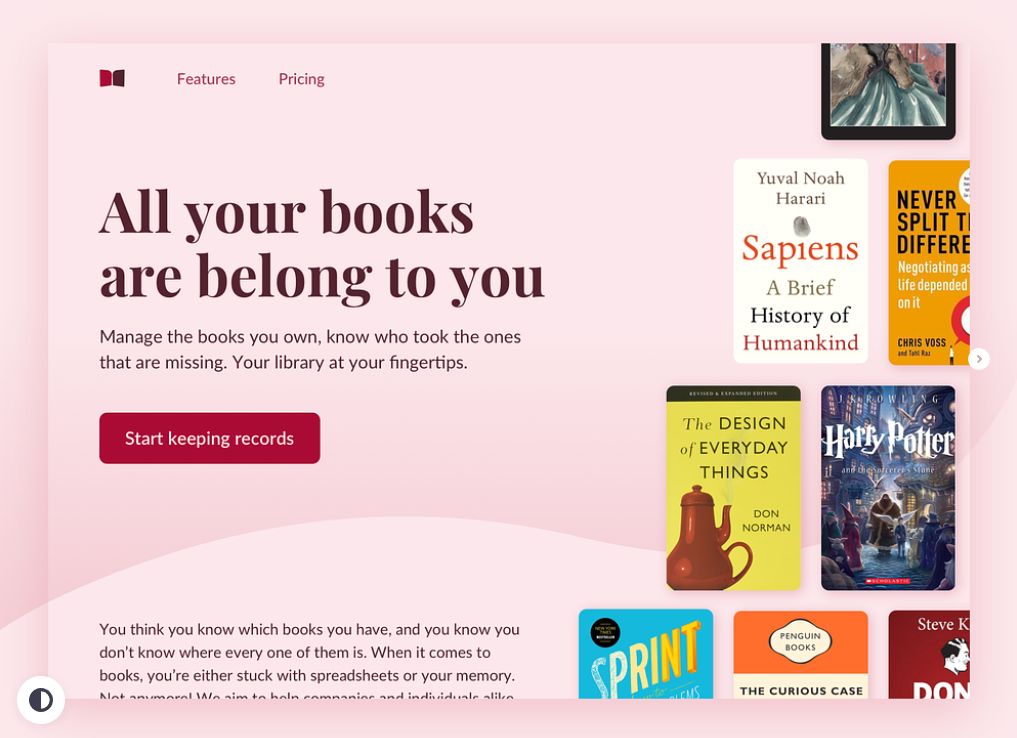 Features
Pricing
All your books
are belong to you
Manage the books you own, know who took the ones
that are missing. Your library at your fingertips.
Start keeping records
You think you know which books you have, and you know you
don't know where every one of them is. When it comes to
books, you're either stuck with spreadsheets or your memory.
Not anymore! We aim to help companies and individuals alike,
Yuval Noah
Harari
Sapiens
A Brief
History of
Humankind
NEVER
SPLIT
DIFFERE
Negotiating as
life depended
on it
CHRIS VOSS
and Tahl Raz
REVISED & EXPANDED EDITION
The DESIGN
of EVERYDAY
THINGS
DON
NORMAN
J.K. ROWLING
Harry Potter
and the Sorcerer's Stone
SCHOLASTIC
NEW YORK
TIMES
BESTSELLER
SPRINT
PENGUIN
BOOKS
THE CURIOUS CASE
Steve K
DON